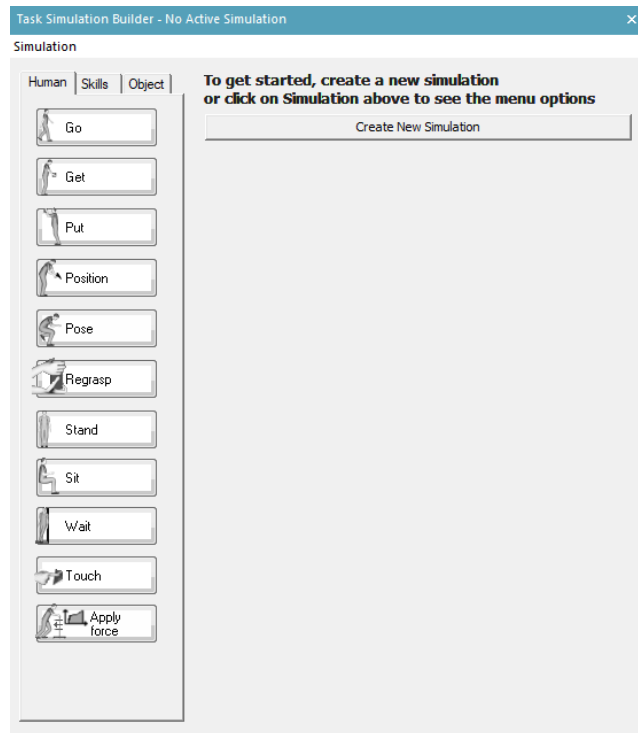 Task Simulation Builder - No Active Simulation
Simulation
Human Skills Object
To get started, create a new simulation
or click on Simulation above to see the menu options
Create New Simulation
Go
Get
Put
Position
Pose
Regrasp
Stand
Sit
Wait
Touch
Apply
force